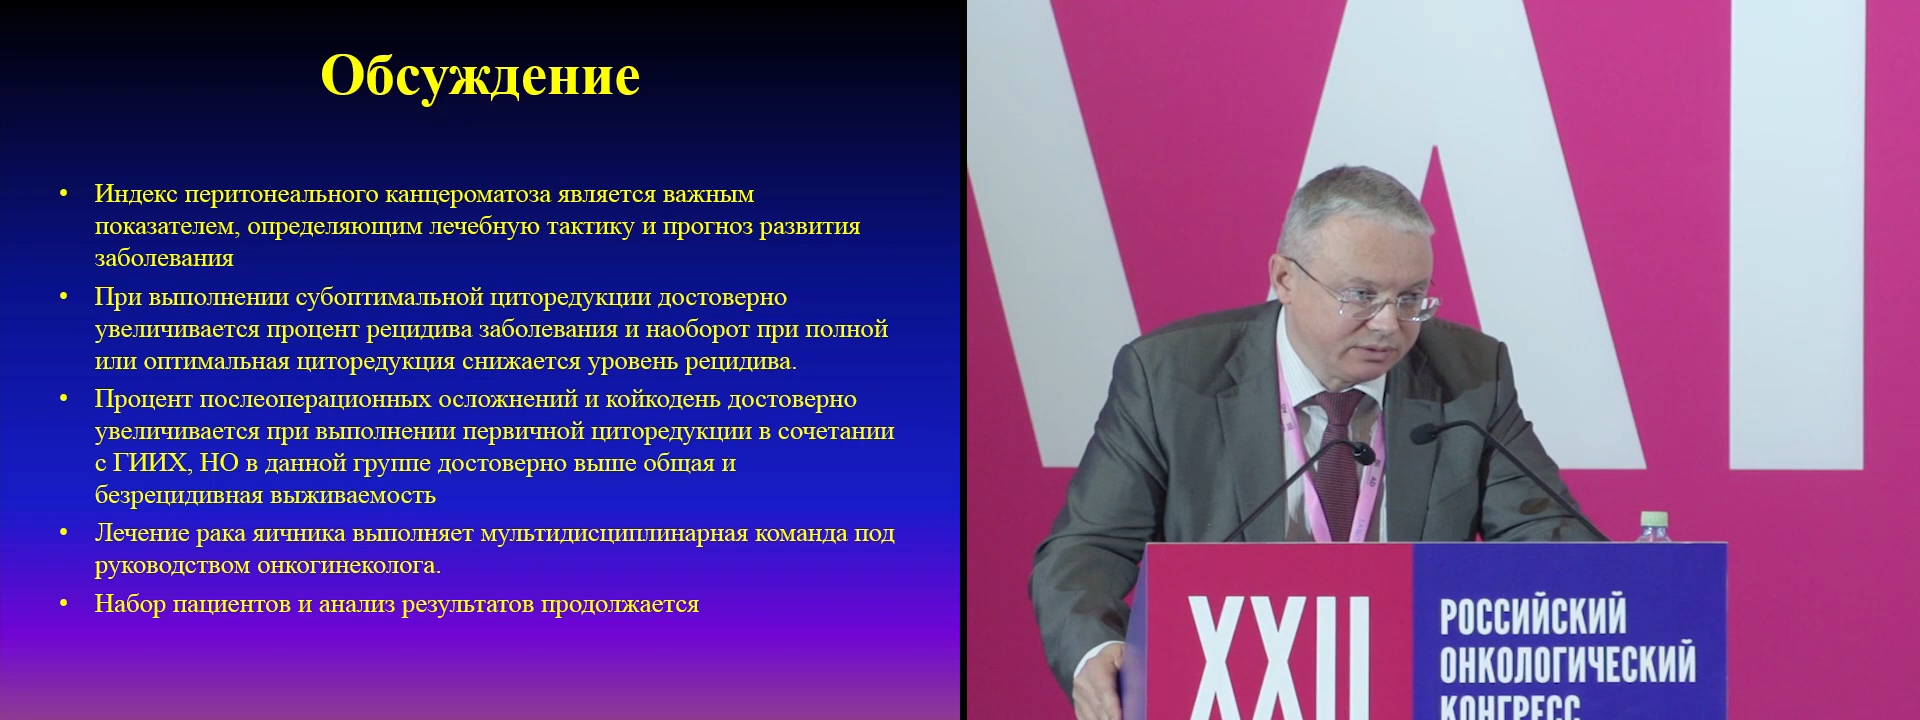 Обсуждение
• Индекс перитонеального канцероматоза является важным
показателем, определяющим лечебную тактику и прогноз развития
заболевания
• При выполнении субоптимальной циторедукции достоверно
увеличивается процент рецидива заболевания и наоборот при полной
или оптимальная циторедукция снижается уровень рецидива.
• Процент послеоперационных осложнений и койкодень достоверно
увеличивается при выполнении первичной циторедукции в сочетании
с ГИИХ, НО в данной группе достоверно выше общая и
безрецидивная выживаемость
• Лечение рака яичника выполняет мультидисциплинарная команда под
руководством онкогинеколога.
• Набор пациентов и анализ результатов продолжается
XXII
РОССИЙСКИЙ
ОНКОЛОГИЧЕСКИЙ
КОНГРЕСС